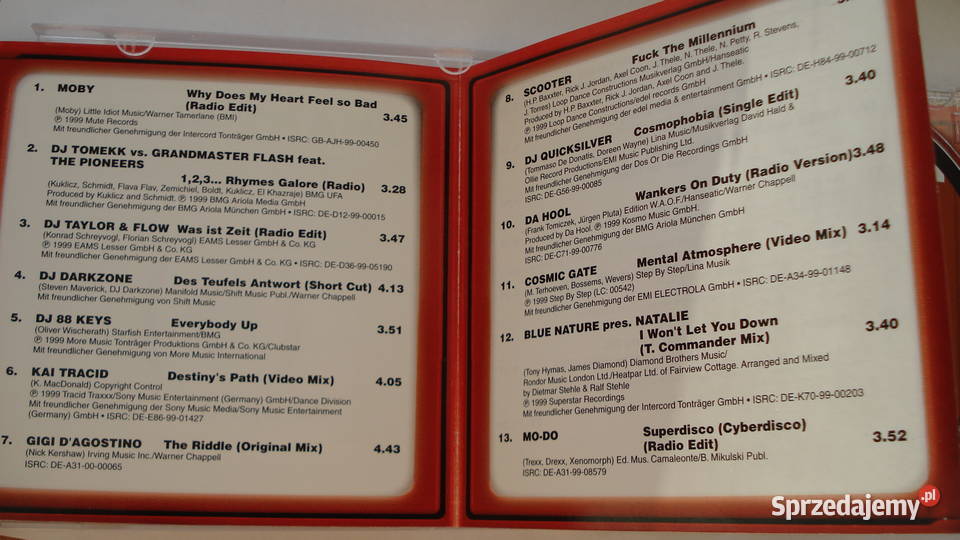 1. MOBY
Why Does My Heart Feel so Bad
(Radio Edit) 3.45
(Moby) Little Idiot Music/Warner Tamerlane (BMI)
℗ 1999 Mute Records
Mit freundlicher Genehmigung der Intercord Tonträger GmbH • ISRC: GB-AJH-99-00450
2. DJ TOMEKK vs. GRANDMASTER FLASH feat.
THE PIONEERS
1,2,3... Rhymes Galore (Radio) 3.28
(Kuklicz, Schmidt, Flava Flav, Zemichiel, Boldt, Kuklicz, El Khazraje) BMG UFA
Produced by Kuklicz and Schmidt. ℗ 1999 BMG Ariola Media GmbH
Mit freundlicher Genehmigung der BMG Ariola München GmbH • ISRC: DE-D12-99-00015
3. DJ TAYLOR & FLOW Was ist Zeit (Radio Edit) 3.47
(Konrad Schreyvogl, Florian Schreyvogl) EAMS Lesser GmbH & Co. KG
℗ 1999 EAMS Lesser GmbH & Co. KG
Mit freundlicher Genehmigung der EAMS Lesser GmbH & Co. KG • ISRC: DE-D36-99-05190
4. DJ DARKZONE Des Teufels Antwort (Short Cut) 4.13
(Steven Maverick, DJ Darkzone) Manifold Music/Shift Music Publ./Warner Chappell
Mit freundlicher Genehmigung von Shift Music
5. DJ 88 KEYS Everybody Up 3.51
(Oliver Wischerath) Starfish Entertainment/BMG
℗ 1999 More Music Tonträger Produktions GmbH & Co. KG/Clubstar
Mit freundlicher Genehmigung von More Music International
6. KAI TRACID Destiny's Path (Video Mix) 4.05
(K. MacDonald) Copyright Control
℗ 1999 Tracid Traxxx/Sony Music Entertainment (Germany) GmbH/Dance Division
Mit freundlicher Genehmigung der Sony Music Media/Sony Music Entertainment
(Germany) GmbH • ISRC: DE-E86-99-01427
7. GIGI D'AGOSTINO The Riddle (Original Mix) 4.43
(Nick Kershaw) Irving Music Inc./Warner Chappell
ISRC: DE-A31-00-00065
8. SCOOTER Fuck The Millennium
(H.P. Baxxter, Rick J. Jordan, Axel Coon, J. Thele, N. Thele, N. Petty, R. Stevens,
J. Torres) Loop Dance Constructions Musikverlag GmbH/Hanseatic
Produced by H.P. Baxxter, Rick J. Jordan, Axel Coon and J. Thele.
℗ 1999 Loop Dance Constructions/edel records GmbH
Mit freundlicher Genehmigung der edel media & entertainment GmbH • ISRC: DE-H84-99-00712
9. DJ QUICKSILVER Cosmophobia (Single Edit) 3.40
(Tommaso De Donatis, Doreen Wayne) Lina Music/Musikverlag David Haid &
Ollie Record Productions/EMI Music Publishing Ltd.
Mit freundlicher Genehmigung der Dos Or Die Recordings GmbH
ISRC: DE-G56-99-00085
10. DA HOOL Wankers On Duty (Radio Version) 3.48
(Frank Tomiczek, Jürgen Pluta) Edition W.A.O.F./Hanseatic/Warner Chappell
Produced by Da Hool. ℗ 1999 Kosmo Music GmbH.
Mit freundlicher Genehmigung der BMG Ariola München GmbH
ISRC: DE-C71-99-00776
11. COSMIC GATE Mental Atmosphere (Video Mix) 3.14
(M. Terhoeven, Bossems, Wevers) Step By Step/Lina Musik
℗ 1999 Step By Step (LC: 00542)
Mit freundlicher Genehmigung der EMI ELECTROLA GmbH • ISRC: DE-A34-99-01148
12. BLUE NATURE pres. NATALIE
I Won't Let You Down
(T. Commander Mix) 3.40
(Tony Hymas, James Diamond) Diamond Brothers Music/
Rondor Music London Ltd./Heatpar Ltd. of Fairview Cottage. Arranged and Mixed
by Dietmar Stehle & Ralf Stehle
℗ 1999 Superstar Recordings
Mit freundlicher Genehmigung der Intercord Tonträger GmbH • ISRC: DE-K70-99-00203
13. MO-DO Superdisco (Cyberdisco)
(Radio Edit) 3.52
(Trexx, Drexx, Xenomorph) Ed. Mus. Camaleonte/B. Mikulski Publ.
ISRC: DE-A31-99-08579
Sprzedajemy.pl